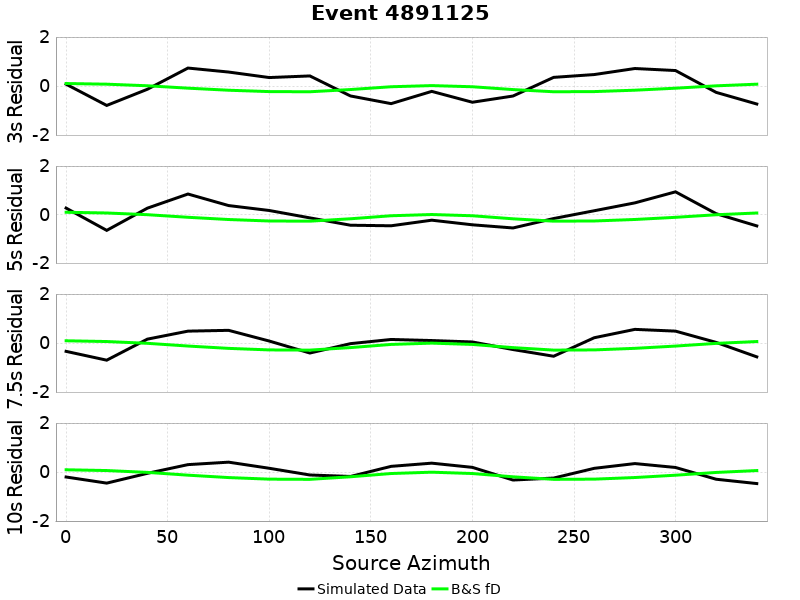 Event 4891125
3s Residual
2
0
-2
5s Residual
2
0
-2
7.5s Residual
2
0
-2
10s Residual
2
0
-2
0 50 100 150 200 250 300
Source Azimuth
Simulated Data B&S fD